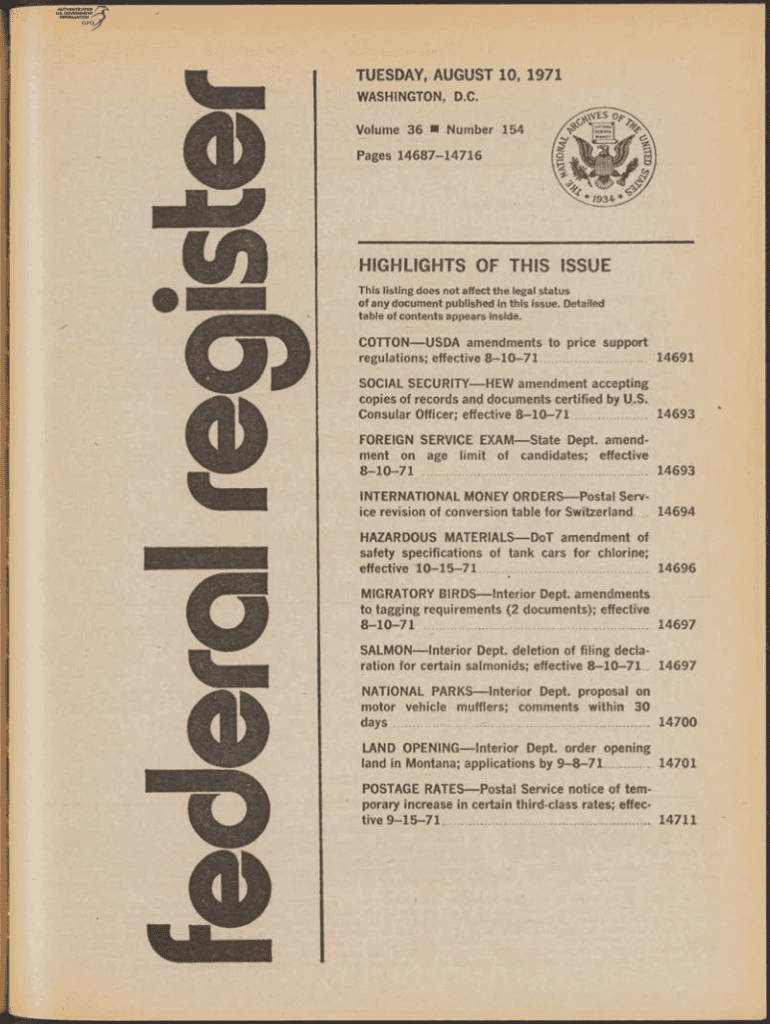 AUTHENTICATED
U.S. GOVERNMENT
INFORMATION
GPO
federal register
TUESDAY, AUGUST 10, 1971
WASHINGTON, D.C.
Volume 36 ■ Number 154
Pages 14687–14716
THE NATIONAL ARCHIVES OF THE UNITED STATES
* 1934 *
HIGHLIGHTS OF THIS ISSUE
This listing does not affect the legal status
of any document published in this issue. Detailed
table of contents appears inside.
COTTON—USDA amendments to price support
regulations; effective 8–10–71 14691
SOCIAL SECURITY—HEW amendment accepting
copies of records and documents certified by U.S.
Consular Officer; effective 8–10–71 14693
FOREIGN SERVICE EXAM—State Dept. amend-
ment on age limit of candidates; effective
8–10–71 14693
INTERNATIONAL MONEY ORDERS—Postal Serv-
ice revision of conversion table for Switzerland 14694
HAZARDOUS MATERIALS—DoT amendment of
safety specifications of tank cars for chlorine;
effective 10–15–71 14696
MIGRATORY BIRDS—Interior Dept. amendments
to tagging requirements (2 documents); effective
8–10–71 14697
SALMON—Interior Dept. deletion of filing decla-
ration for certain salmonids; effective 8–10–71 14697
NATIONAL PARKS—Interior Dept. proposal on
motor vehicle mufflers; comments within 30
days 14700
LAND OPENING—Interior Dept. order opening
land in Montana; applications by 9–8–71 14701
POSTAGE RATES—Postal Service notice of tem-
porary increase in certain third-class rates; effec-
tive 9–15–71 14711